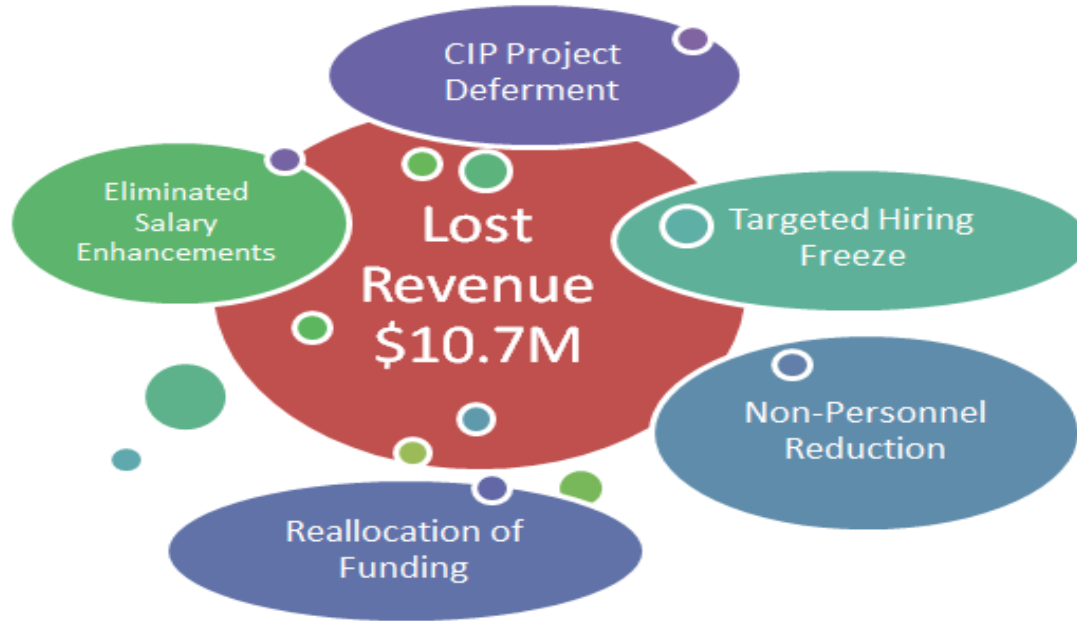 CIP Project
Deferment
Eliminated
Salary
Enhancements
Lost
Revenue
$10.7M
Targeted Hiring
Freeze
Non-Personnel
Reduction
Reallocation of
Funding